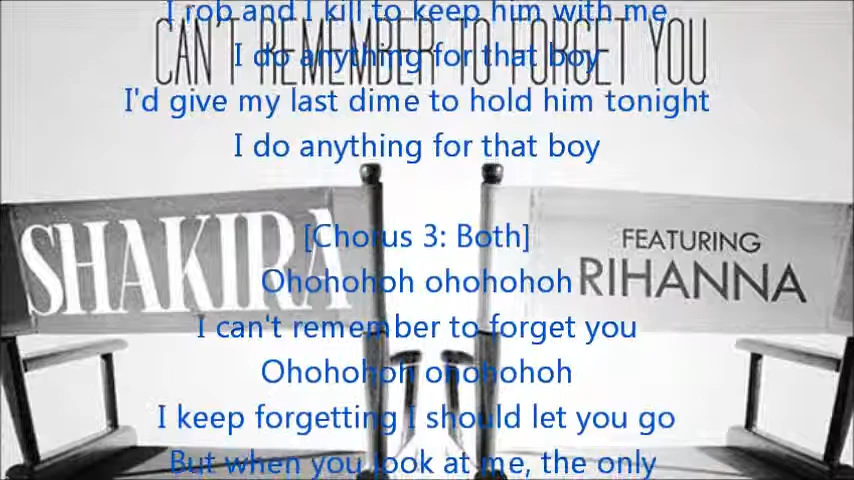 I rob and I kill to keep him with me
CAN'T REMEMBER TO FORGET YOU
I do anything for that boy
I'd give my last dime to hold him tonight
I do anything for that boy
SHAKIRA
[Chorus 3: Both]
FEATURING
RIHANNA
Ohohohoh ohohohoh
I can't remember to forget you
Ohohohoh ohohohoh
I keep forgetting I should let you go
But when you look at me, the only